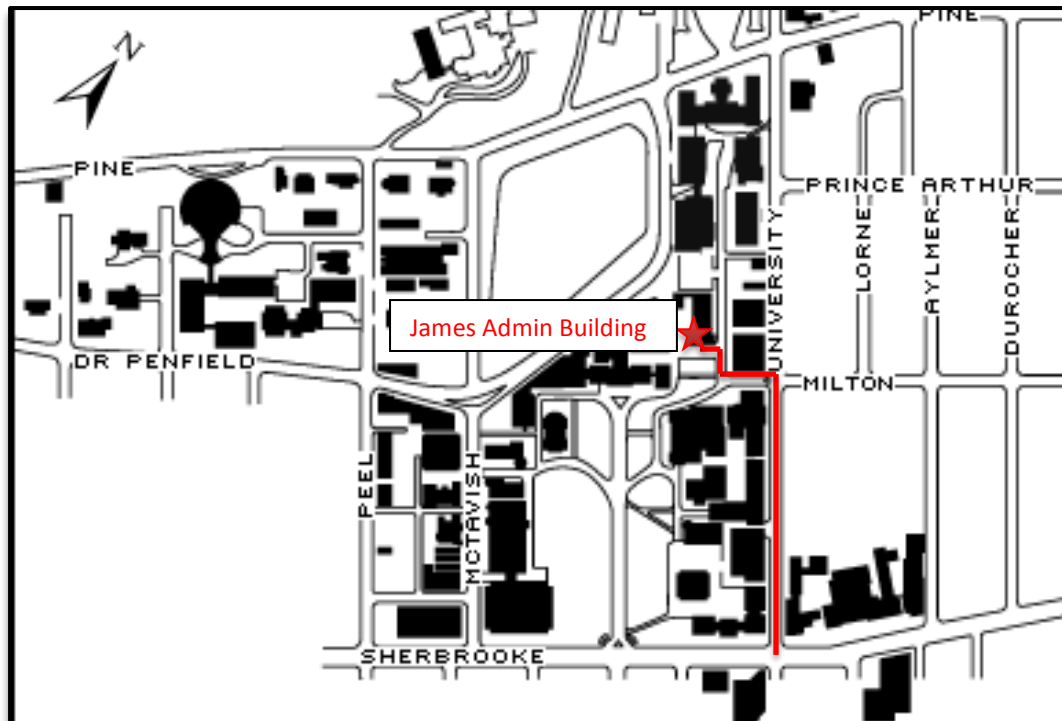 N
PINE
PINE
PRINCE ARTHUR
UNIVERSITY
LORNE
AYLMER
DUROCHER
James Admin Building
DR PENFIELD
MILTON
PEEL
MCTAVISH
SHERBROOKE